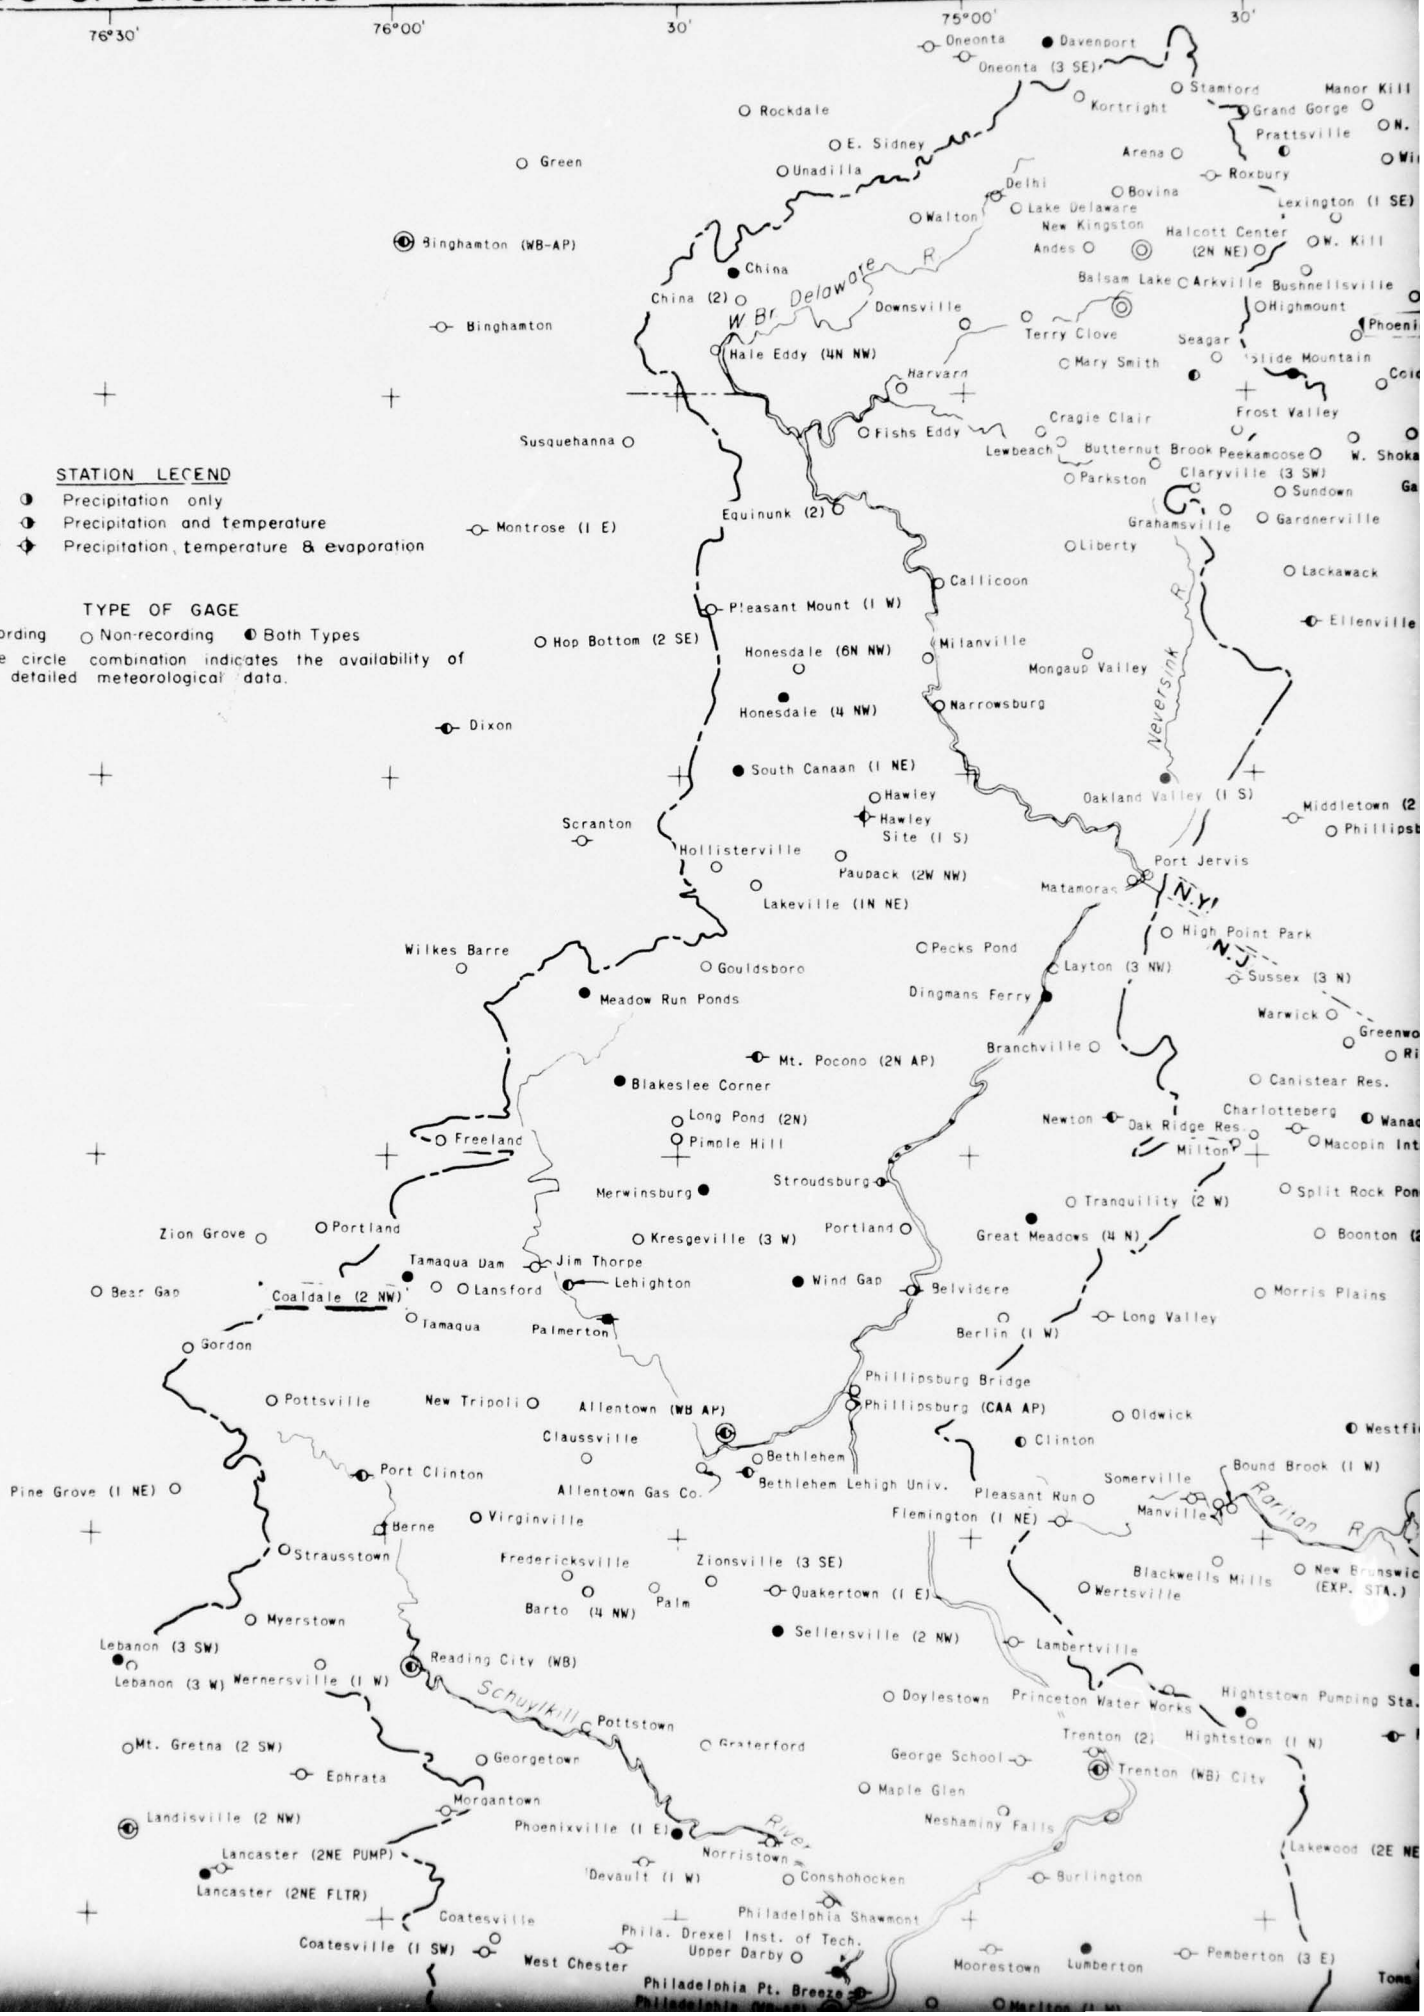 76°30'
76°00'
30'
75°00'
30'
Oneonta
Davenport
Oneonta (3 SE)
Stamford
Manor Kill
Kortright
Grand Gorge
Rockdale
N.
Prattsville
E. Sidney
Arena
Green
Unadilla
Roxbury
Delhi
Bovina
Lexington (1 SE)
Lake Delaware
Walton
New Kingston
Halcott Center
(2N NE)
W. Kill
Binghamton (WB-AP)
Andes
China
W. Br. Delaware R.
Balsam Lake
Arkville
Bushnellsville
China (2)
Downsville
Highmount
Binghamton
Terry Clove
Phoeni
Hale Eddy (4N NW)
Seagar
Slide Mountain
Mary Smith
Harvard
Frost Valley
Cragie Clair
Susquehanna
Fishs Eddy
Lewbeach
Butternut Brook
Peekamoose
W. Shoka
STATION LEGEND
Claryville (3 SW)
Precipitation only
Parkston
Sundown
Ga
Equinunk (2)
Precipitation and temperature
Montrose (1 E)
Grahamsville
Gardnerville
Precipitation, temperature & evaporation
Liberty
Lackawack
Callicoon
TYPE OF GAGE
Pleasant Mount (1 W)
Neversink R.
Ellenville
ording Non-recording Both Types
Hop Bottom (2 SE)
Milanville
e circle combination indicates the availability of
Honesdale (6N NW)
Mongaup Valley
detailed meteorological data.
Honesdale (4 NW)
Narrowsburg
Dixon
South Canaan (1 NE)
Hawley
Oakland Valley (1 S)
Middletown (2
Scranton
Hawley
Site (1 S)
Phillipsb
Hollisterville
Paupack (2W NW)
Port Jervis
Matamoras
Lakeville (1N NE)
N.Y.
High Point Park
N.J.
Wilkes Barre
Pecks Pond
Gouldsboro
Layton (3 NW)
Sussex (3 N)
Meadow Run Ponds
Dingmans Ferry
Warwick
Greenwo
Branchville
Ri
Mt. Pocono (2N AP)
Blakeslee Corner
Canistear Res.
Long Pond (2N)
Newton
Charlotteberg
Wanaq
Freeland
Pimple Hill
Oak Ridge Res.
Macopin Int
Milton
Stroudsburg
Merwinsburg
Split Rock Pon
Tranquility (2 W)
Zion Grove
Portland
Kresgeville (3 W)
Portland
Great Meadows (4 N)
Boonton (2
Tamaqua Dam
Jim Thorpe
Bear Gap
Coaldale (2 NW)
Lansford
Lehighton
Wind Gap
Belvidere
Morris Plains
Tamaqua
Palmerton
Berlin (1 W)
Long Valley
Gordon
Phillipsburg Bridge
Pottsville
New Tripoli
Allentown (WB AP)
Phillipsburg (CAA AP)
Oldwick
Claussville
Clinton
Westfi
Port Clinton
Bethlehem
Bound Brook (1 W)
Pine Grove (1 NE)
Allentown Gas Co.
Bethlehem Lehigh Univ.
Pleasant Run
Somerville
Manville
Raritan R.
Berne
Virginville
Flemington (1 NE)
Strausstown
Fredericksville
Zionsville (3 SE)
Blackwells Mills
New Brunswic
(EXP. STA.)
Barto (4 NW)
Palm
Quakertown (1 E)
Wertsville
Myerstown
Sellersville (2 NW)
Lebanon (3 SW)
Lambertville
Lebanon (3 W)
Wernersville (1 W)
Reading City (WB)
Schuylkill
Doylestown
Princeton Water Works
Hightstown Pumping Sta.
Pottstown
Mt. Gretna (2 SW)
Georgetown
Graterford
George School
Trenton (2)
Hightstown (1 N)
Ephrata
Trenton (WB) City
Morgantown
Maple Glen
Landisville (2 NW)
Phoenixville (1 E)
River
Neshaminy Falls
Lancaster (2NE PUMP)
Norristown
Lakewood (2E NE
Lancaster (2NE FLTR)
Devault (1 W)
Conshohocken
Burlington
Coatesville
Philadelphia Shawmont
Coatesville (1 SW)
Phila. Drexel Inst. of Tech.
West Chester
Upper Darby
Moorestown
Lumberton
Pemberton (3 E)
Philadelphia Pt. Breeze
Toms